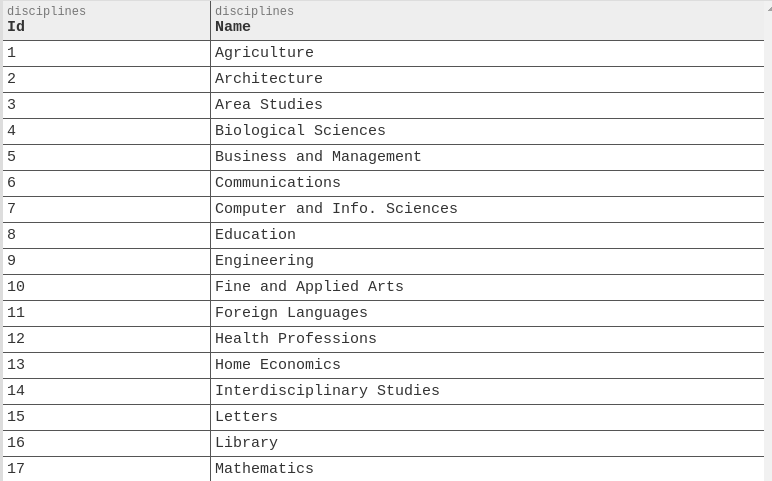 disciplines disciplines
Id Name
1 Agriculture
2 Architecture
3 Area Studies
4 Biological Sciences
5 Business and Management
6 Communications
7 Computer and Info. Sciences
8 Education
9 Engineering
10 Fine and Applied Arts
11 Foreign Languages
12 Health Professions
13 Home Economics
14 Interdisciplinary Studies
15 Letters
16 Library
17 Mathematics